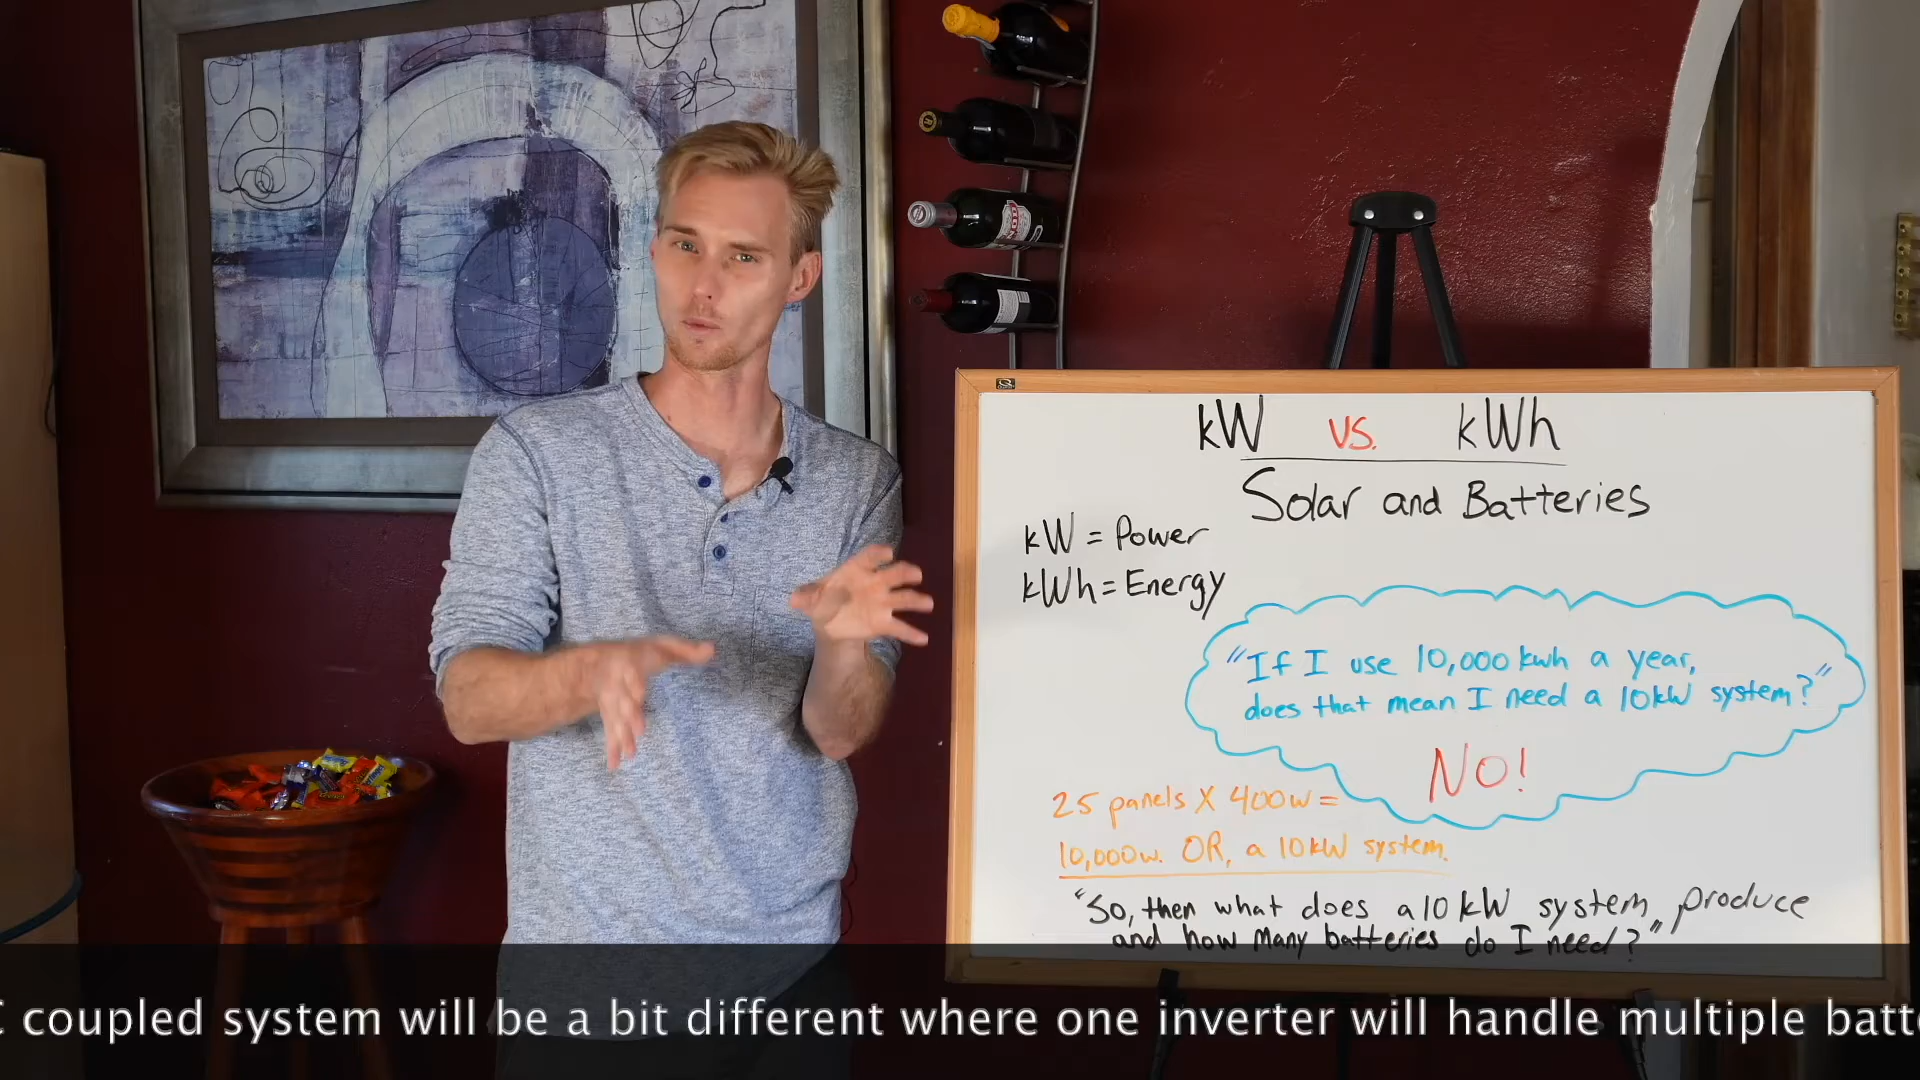 kW vs. kWh
Solar and Batteries
kW = Power
kWh = Energy
"If I use 10,000 kwh a year,
does that mean I need a 10kW system?"
NO!
25 panels X 400w =
10,000w. OR, a 10kW system.
"So, then what does a 10 kW system produce
and how many batteries do I need?"
C coupled system will be a bit different where one inverter will handle multiple batte